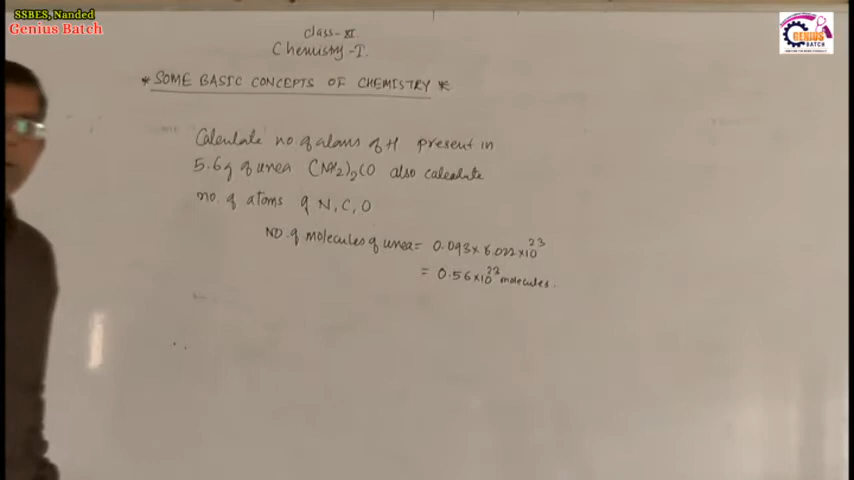 SSBES, Nanded
Genius Batch
GENIUS
BATCH
Class-XI
Chemistry-I.
*SOME BASIC CONCEPTS OF CHEMISTRY*
Calculate no. of atoms of H present in
5.6g of urea (NH2)2CO also calculate
no. of atoms of N, C, O
NO. of molecules of urea = 0.093×6.022×10^23
= 0.56×10^23 molecules.